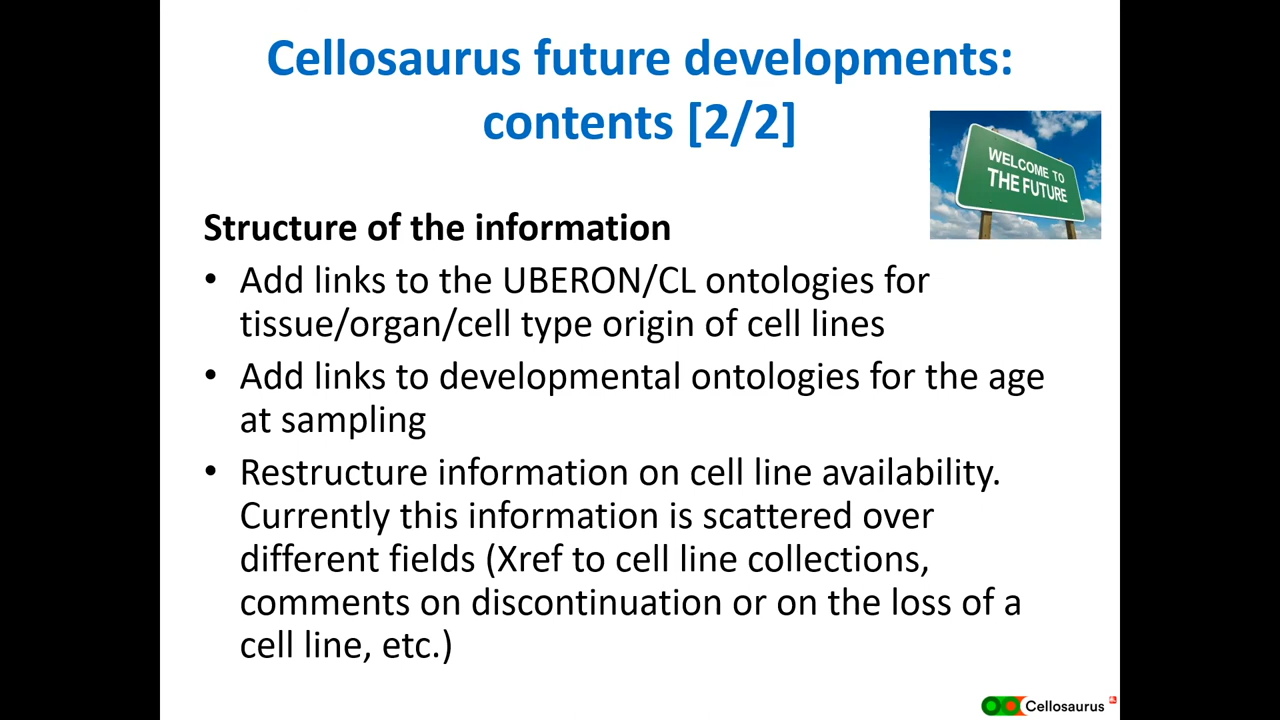 Cellosaurus future developments:
contents [2/2]
WELCOME TO
THE FUTURE
Structure of the information
• Add links to the UBERON/CL ontologies for
tissue/organ/cell type origin of cell lines
• Add links to developmental ontologies for the age
at sampling
• Restructure information on cell line availability.
Currently this information is scattered over
different fields (Xref to cell line collections,
comments on discontinuation or on the loss of a
cell line, etc.)
Cellosaurus